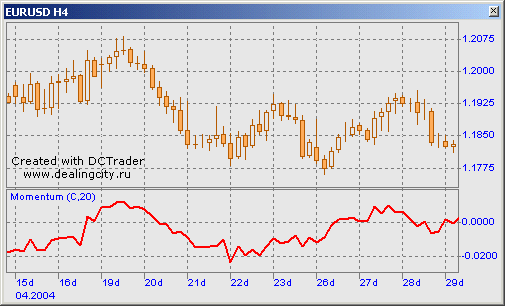 EURUSD H4
1.2075
1.2000
1.1925
1.1850
1.1775
Created with DCTrader
www.dealingcity.ru
Momentum (C,20)
0.0000
-0.0200
15d 16d 19d 20d 21d 22d 23d 26d 27d 28d 29d
04.2004